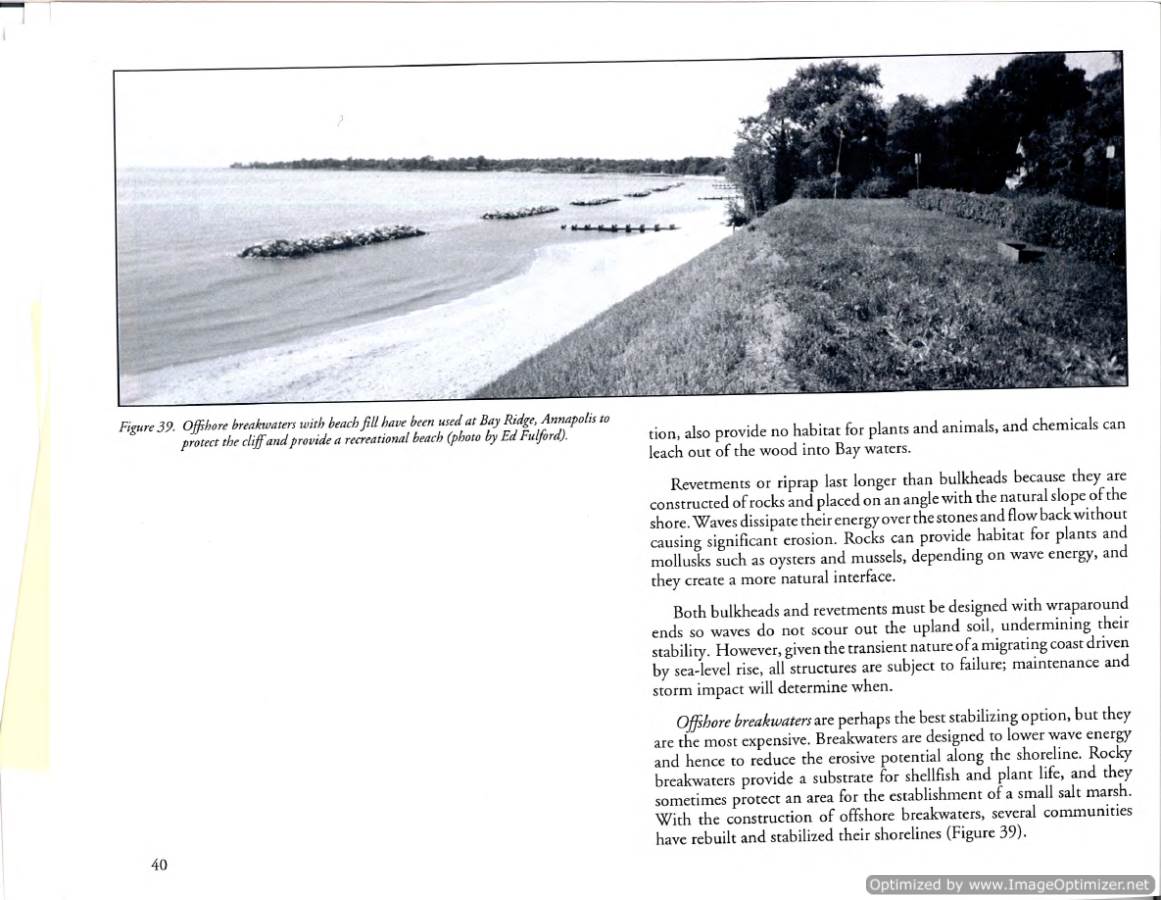 Figure 39. Offshore breakwaters with beach fill have been used at Bay Ridge, Annapolis to
protect the cliff and provide a recreational beach (photo by Ed Fulford).
tion, also provide no habitat for plants and animals, and chemicals can
leach out of the wood into Bay waters.
Revetments or riprap last longer than bulkheads because they are
constructed of rocks and placed on an angle with the natural slope of the
shore. Waves dissipate their energy over the stones and flow back without
causing significant erosion. Rocks can provide habitat for plants and
mollusks such as oysters and mussels, depending on wave energy, and
they create a more natural interface.
Both bulkheads and revetments must be designed with wraparound
ends so waves do not scour out the upland soil, undermining their
stability. However, given the transient nature of a migrating coast driven
by sea-level rise, all structures are subject to failure; maintenance and
storm impact will determine when.
Offshore breakwaters are perhaps the best stabilizing option, but they
are the most expensive. Breakwaters are designed to lower wave energy
and hence to reduce the erosive potential along the shoreline. Rocky
breakwaters provide a substrate for shellfish and plant life, and they
sometimes protect an area for the establishment of a small salt marsh.
With the construction of offshore breakwaters, several communities
have rebuilt and stabilized their shorelines (Figure 39).
40
Optimized by www.ImageOptimizer.net